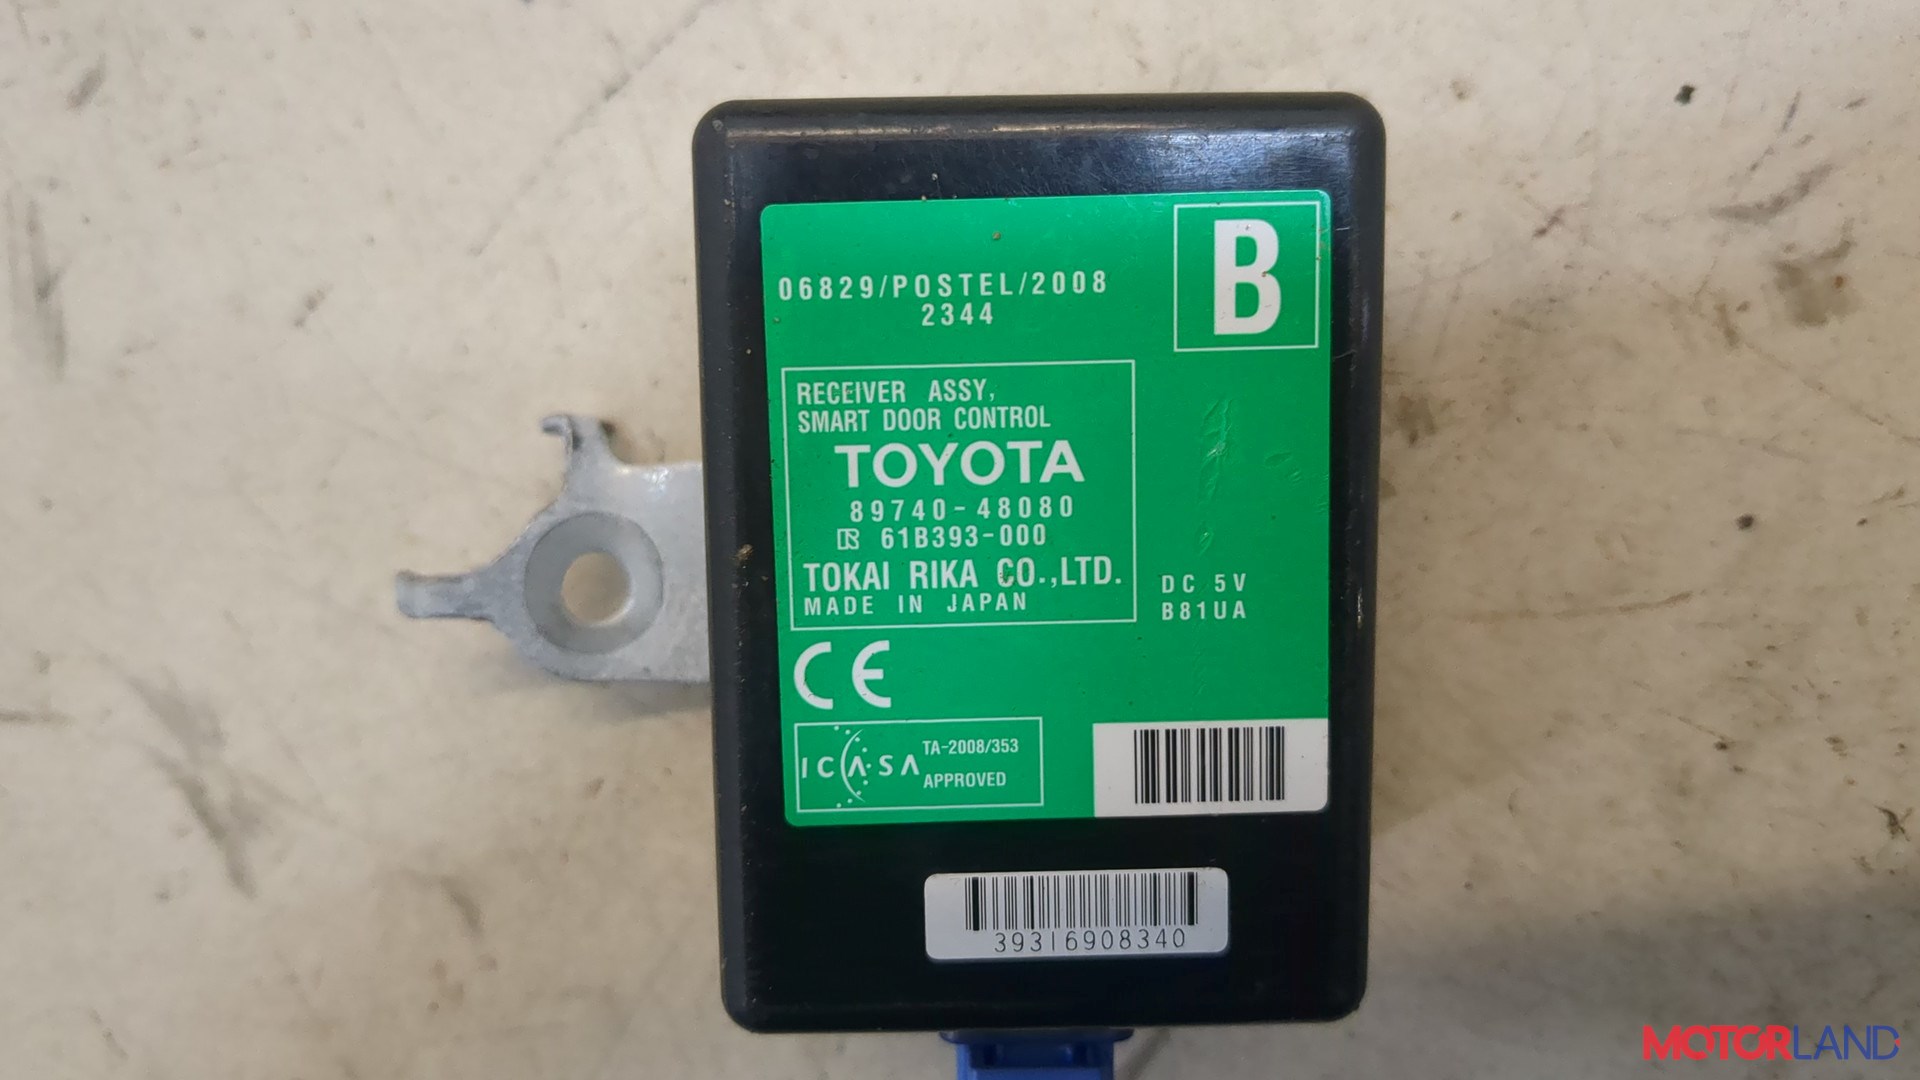 B
06829/POSTEL/2008
2344
RECEIVER ASSY,
SMART DOOR CONTROL
TOYOTA
89740-48080
61B393-000
TOKAI RIKA CO.,LTD.
MADE IN JAPAN
DC 5V
B81UA
CE
ICASA
TA-2008/353
APPROVED
39316908340
MOTORLAND